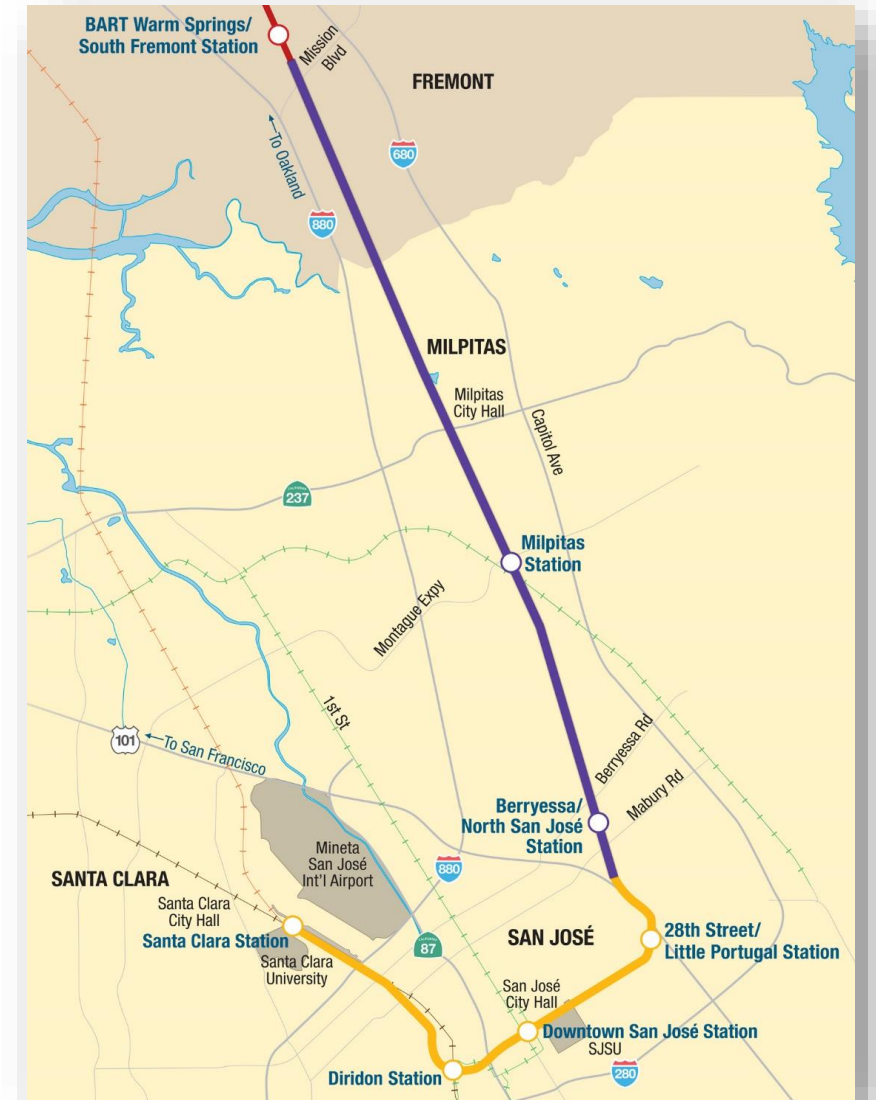 BART Warm Springs/
South Fremont Station
Mission
Blvd
FREMONT
To Oakland
680
880
MILPITAS
Milpitas
City Hall
Capitol Ave
237
Milpitas
Station
Montague Expy
1st St
101
To San Francisco
Berryessa Rd
Mabury Rd
Berryessa/
North San José
Station
Mineta
San José
Int'l Airport
880
SANTA CLARA
Santa Clara
City Hall
Santa Clara Station
Santa Clara
University
87
SAN JOSÉ
28th Street/
Little Portugal Station
San José
City Hall
Downtown San José Station
SJSU
Diridon Station
280